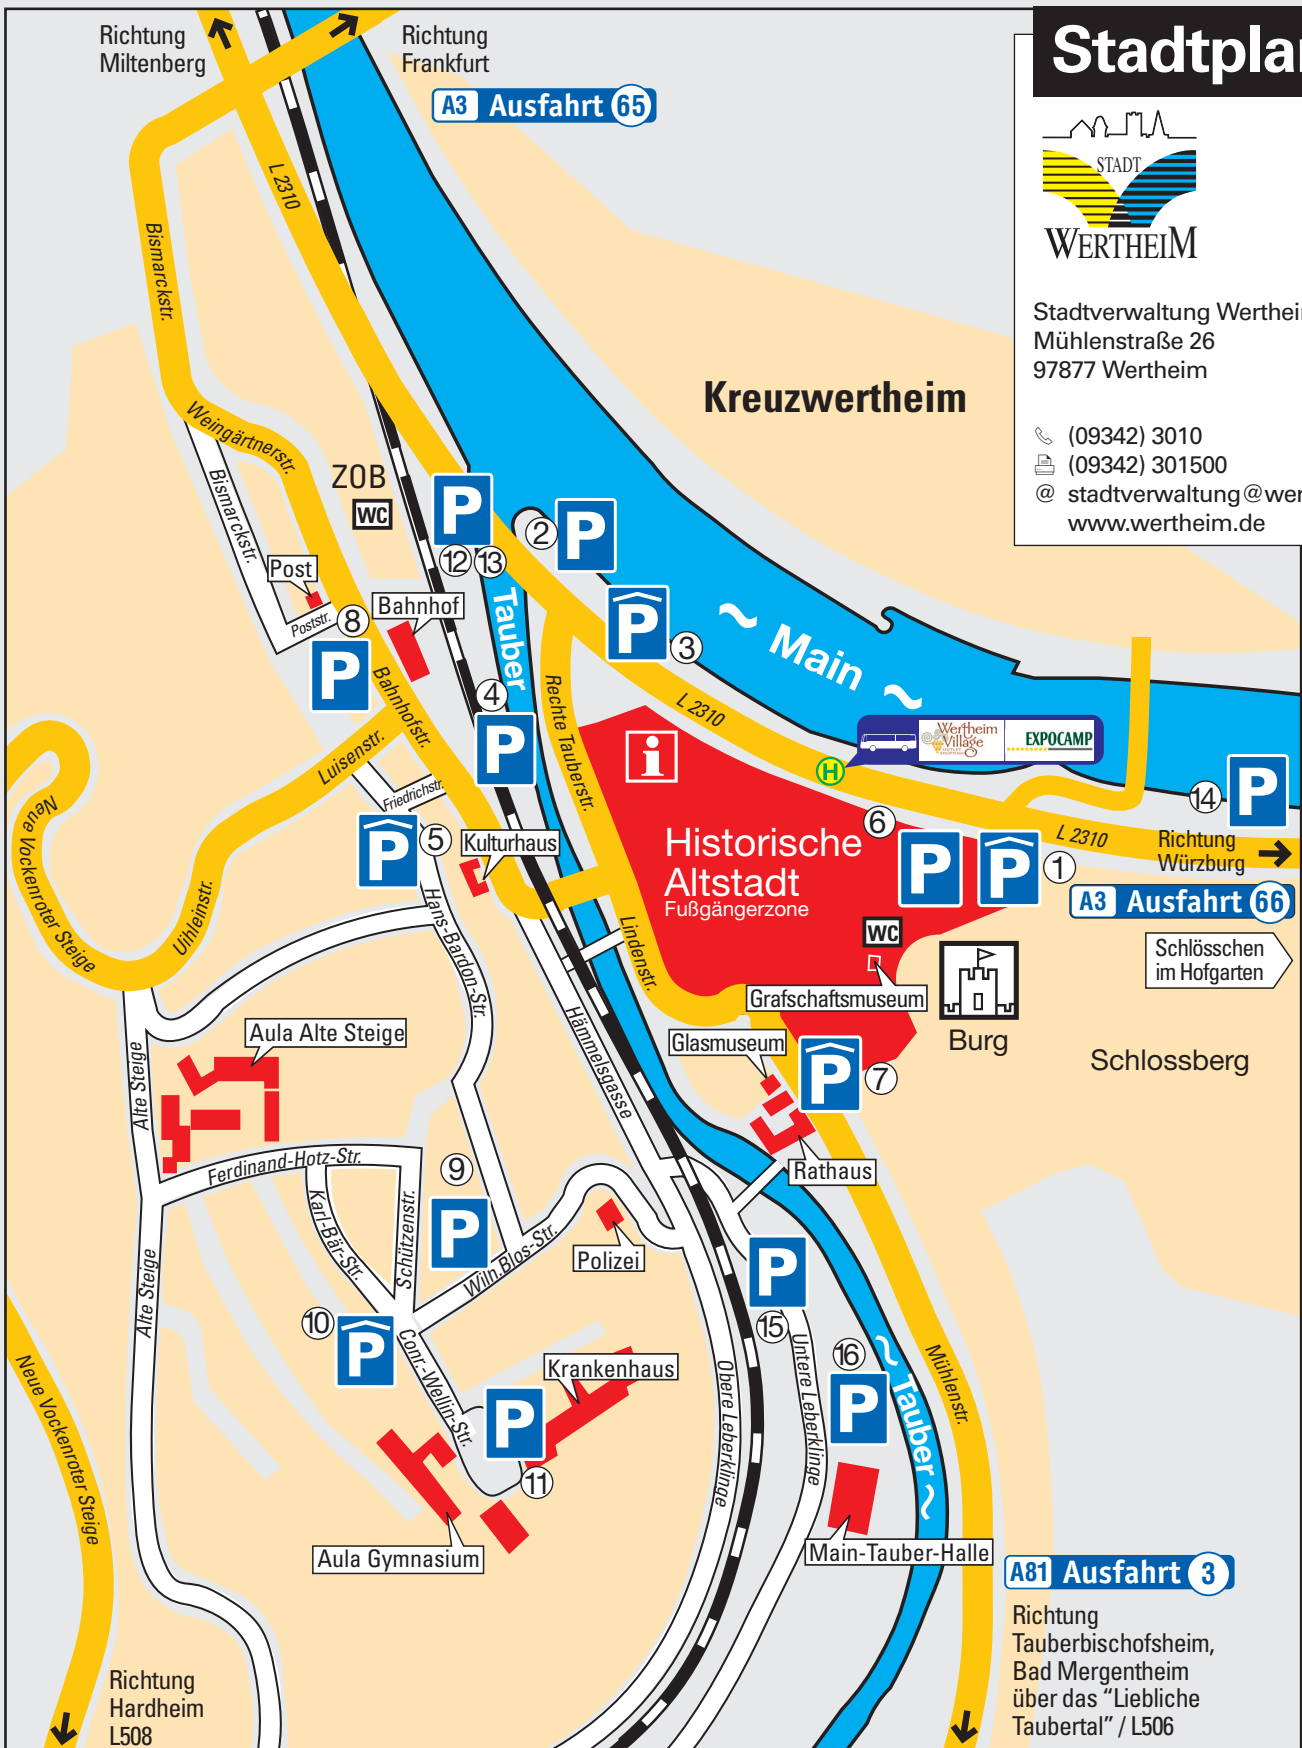 Richtung
Miltenberg
Richtung
Frankfurt
A3 Ausfahrt 65
STADT
WERTHEIM
Mühlenstraße 26
97877 Wertheim
(09342) 3010
(09342) 301500
www.wertheim.de
Stadtverwaltung
@ stadtverwaltung@
L 2310
Bismarckstr.
Kreuzwertheim
Weingärtnerstr.
ZOB
WC
Bismarckstr.
P
12 13
2 P
Post
Poststr.
8
P
Bahnhof
Tauber
P
3
~ Main ~
4
P
Bahnhofstr.
Rechte Tauberstr.
L 2310
i
Wertheim
Village
EXPOCAMP
H
14 P
Luisenstr.
Friedrichstr.
P
5
Kulturhaus
Neue Vockenroter Steige
Uihleinstr.
Hans-Bardon-Str.
Historische
Altstadt
Fußgängerzone
6
P
P
1
L 2310
Richtung
Würzburg
A3 Ausfahrt 66
Schlösschen
im Hofgarten
WC
Lindenstr.
Grafschaftsmuseum
Burg
Schlossberg
Glasmuseum
P
7
Rathaus
Hämmelsgasse
Aula Alte Steige
Alte Steige
Ferdinand-Hotz-Str.
Karl-Bär-Str.
Schützenstr.
9
P
Wilh.Blos-Str.
Polizei
Alte Steige
10
P
Conr.-Wellin-Str.
Krankenhaus
P
11
Aula Gymnasium
P
15
16
P
Obere Leberklinge
Untere Leberklinge
~ Tauber ~
Mühlenstr.
Main-Tauber-Halle
Neue Vockenroter Steige
A81 Ausfahrt 3
Richtung
Tauberbischofsheim,
Bad Mergentheim
über das “Liebliche
Taubertal” / L506
Richtung
Hardheim
L508